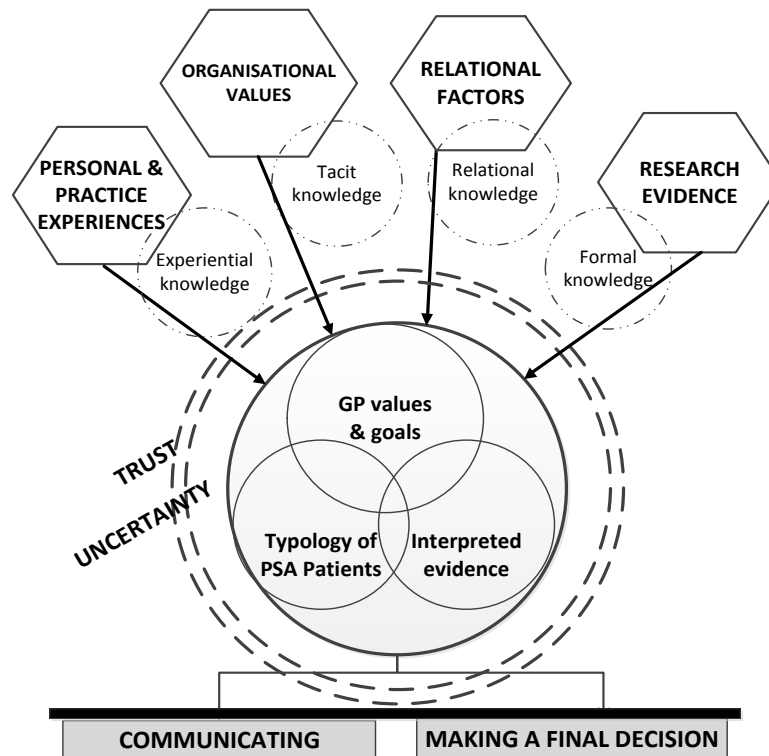 ORGANISATIONAL
VALUES
RELATIONAL
FACTORS
PERSONAL &
PRACTICE
EXPERIENCES
Tacit
knowledge
Relational
knowledge
RESEARCH
EVIDENCE
Experiential
knowledge
Formal
knowledge
GP values
& goals
TRUST
UNCERTAINTY
Typology of
PSA Patients
Interpreted
evidence
COMMUNICATING
MAKING A FINAL DECISION